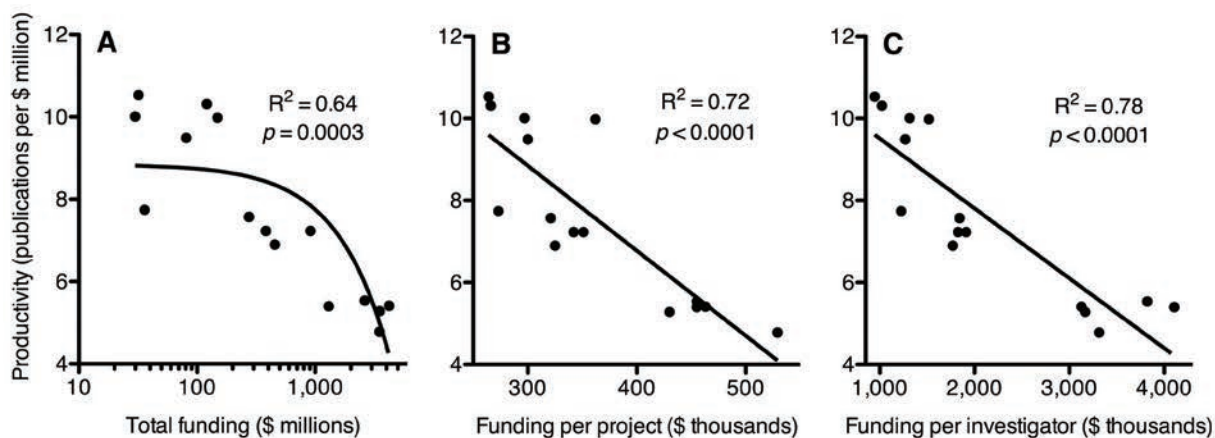 Productivity (publications per $ million)
A
R² = 0.64
p = 0.0003
12
10
8
6
4
10
100
1,000
Total funding ($ millions)
B
R² = 0.72
p < 0.0001
12
10
8
6
4
300
400
500
Funding per project ($ thousands)
C
R² = 0.78
p < 0.0001
12
10
8
6
4
1,000
2,000
3,000
4,000
Funding per investigator ($ thousands)